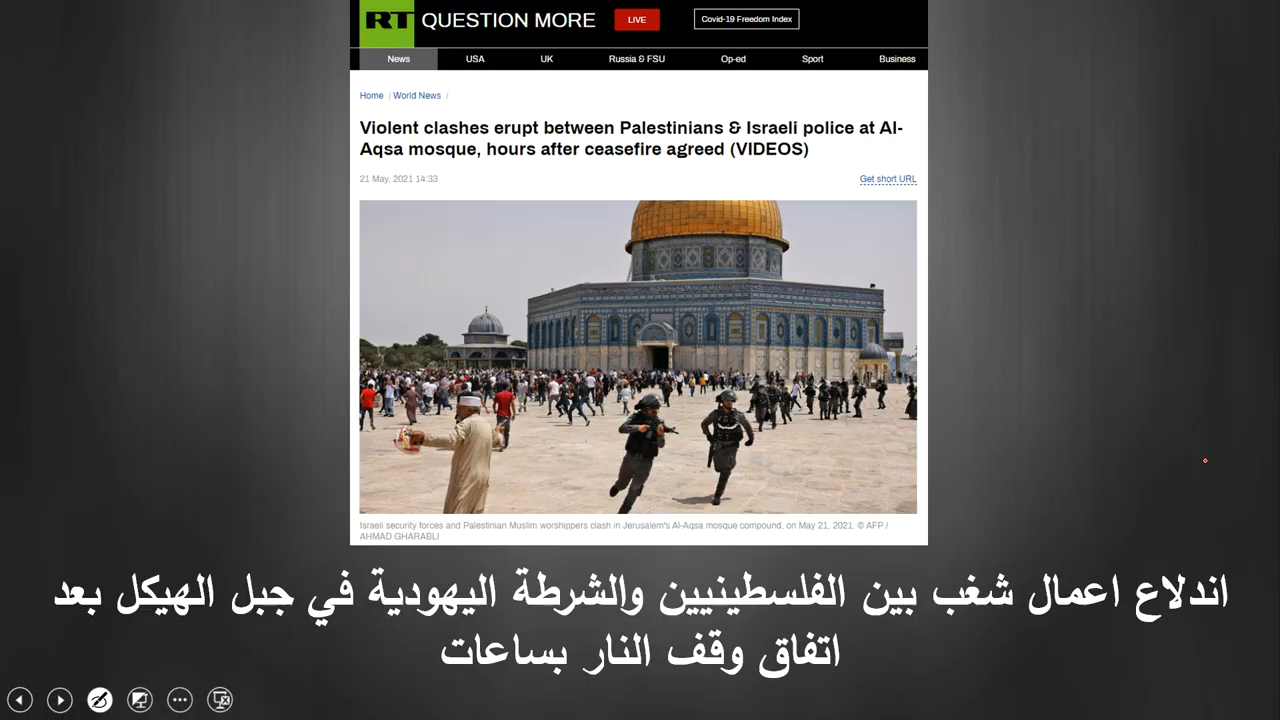 RT QUESTION MORE LIVE Covid-19 Freedom Index
News USA UK Russia & FSU Op-ed Sport Business
Home / World News /
Violent clashes erupt between Palestinians & Israeli police at Al-
Aqsa mosque, hours after ceasefire agreed (VIDEOS)
21 May, 2021 14:33 Get short URL
Israeli security forces and Palestinian Muslim worshippers clash in Jerusalem's Al-Aqsa mosque compound, on May 21, 2021. © AFP /
AHMAD GHARABLI
اندلاع اعمال شغب بين الفلسطينيين والشرطة اليهودية في جبل الهيكل بعد
اتفاق وقف النار بساعات